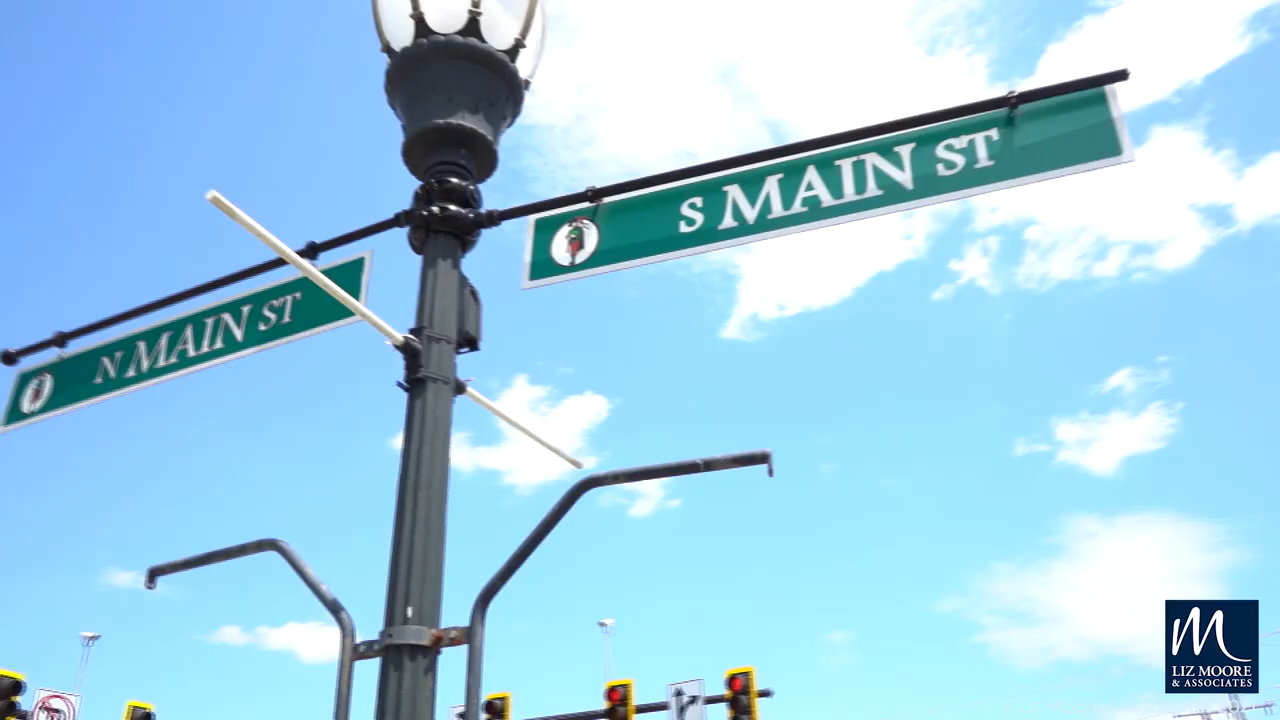 S MAIN ST
N MAIN ST
M
LIZ MOORE
& ASSOCIATES